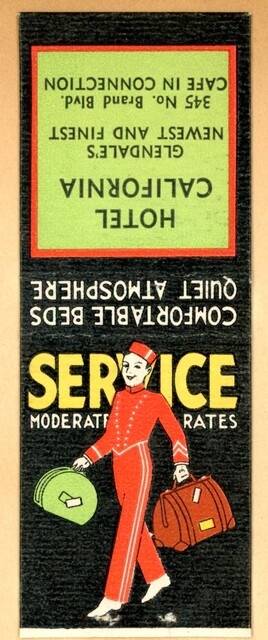 HOTEL
CALIFORNIA
GLENDALE'S
NEWEST AND FINEST
345 No. Brand Blvd.
CAFE IN CONNECTION
COMFORTABLE BEDS
QUIET ATMOSPHERE
SERVICE
MODERATE RATES